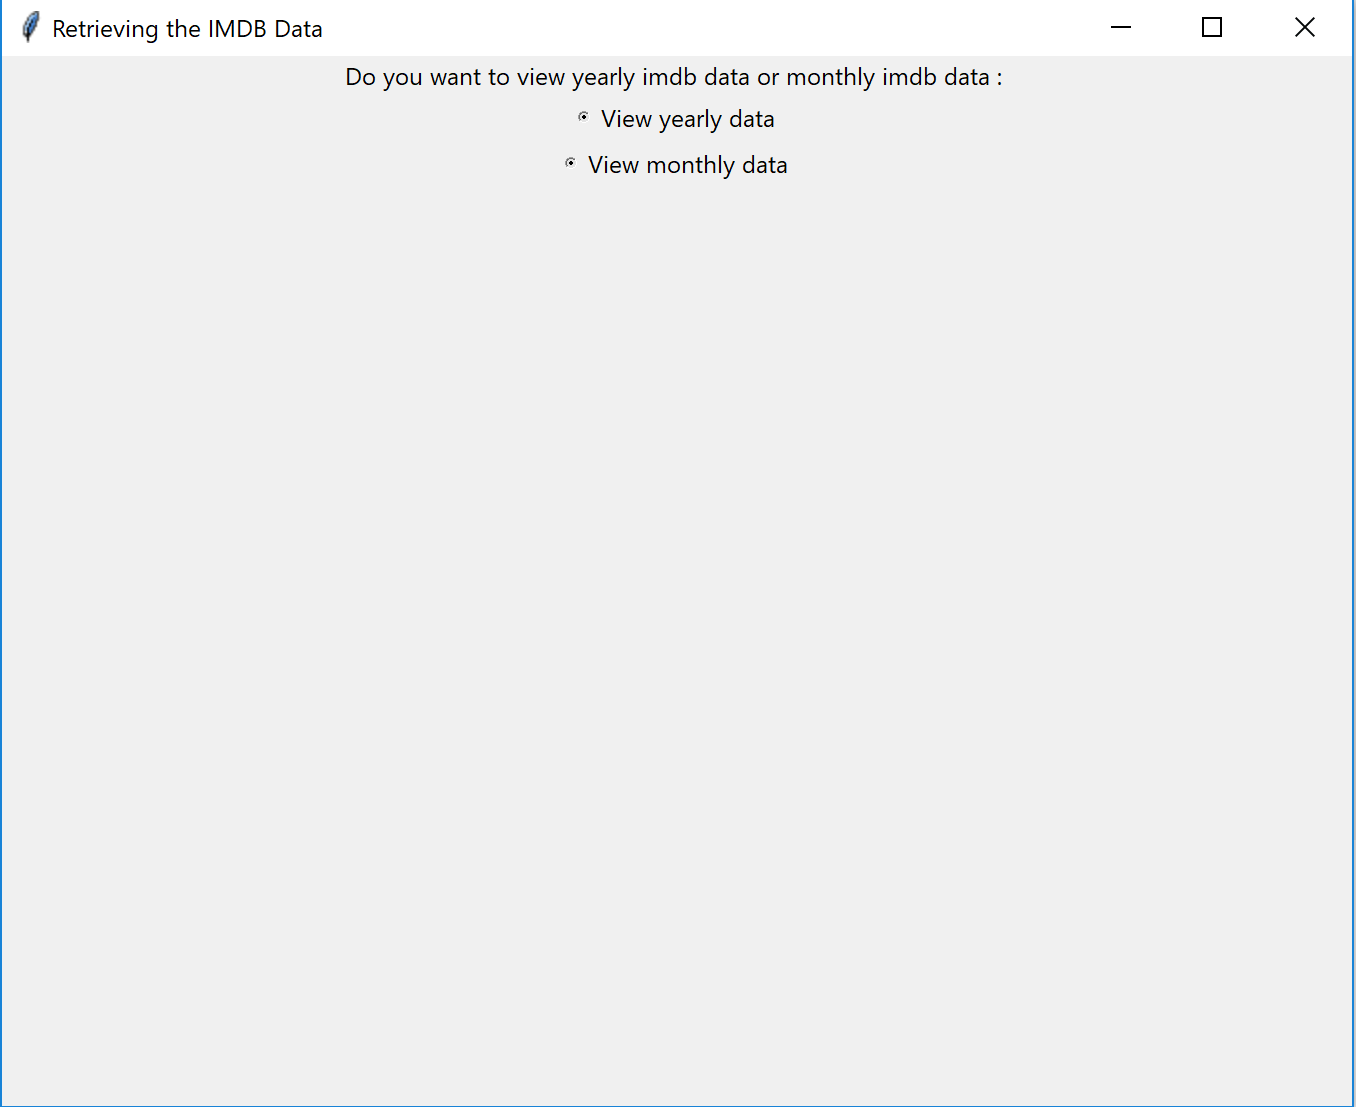 Retrieving the IMDB Data
Do you want to view yearly imdb data or monthly imdb data :
View yearly data
View monthly data